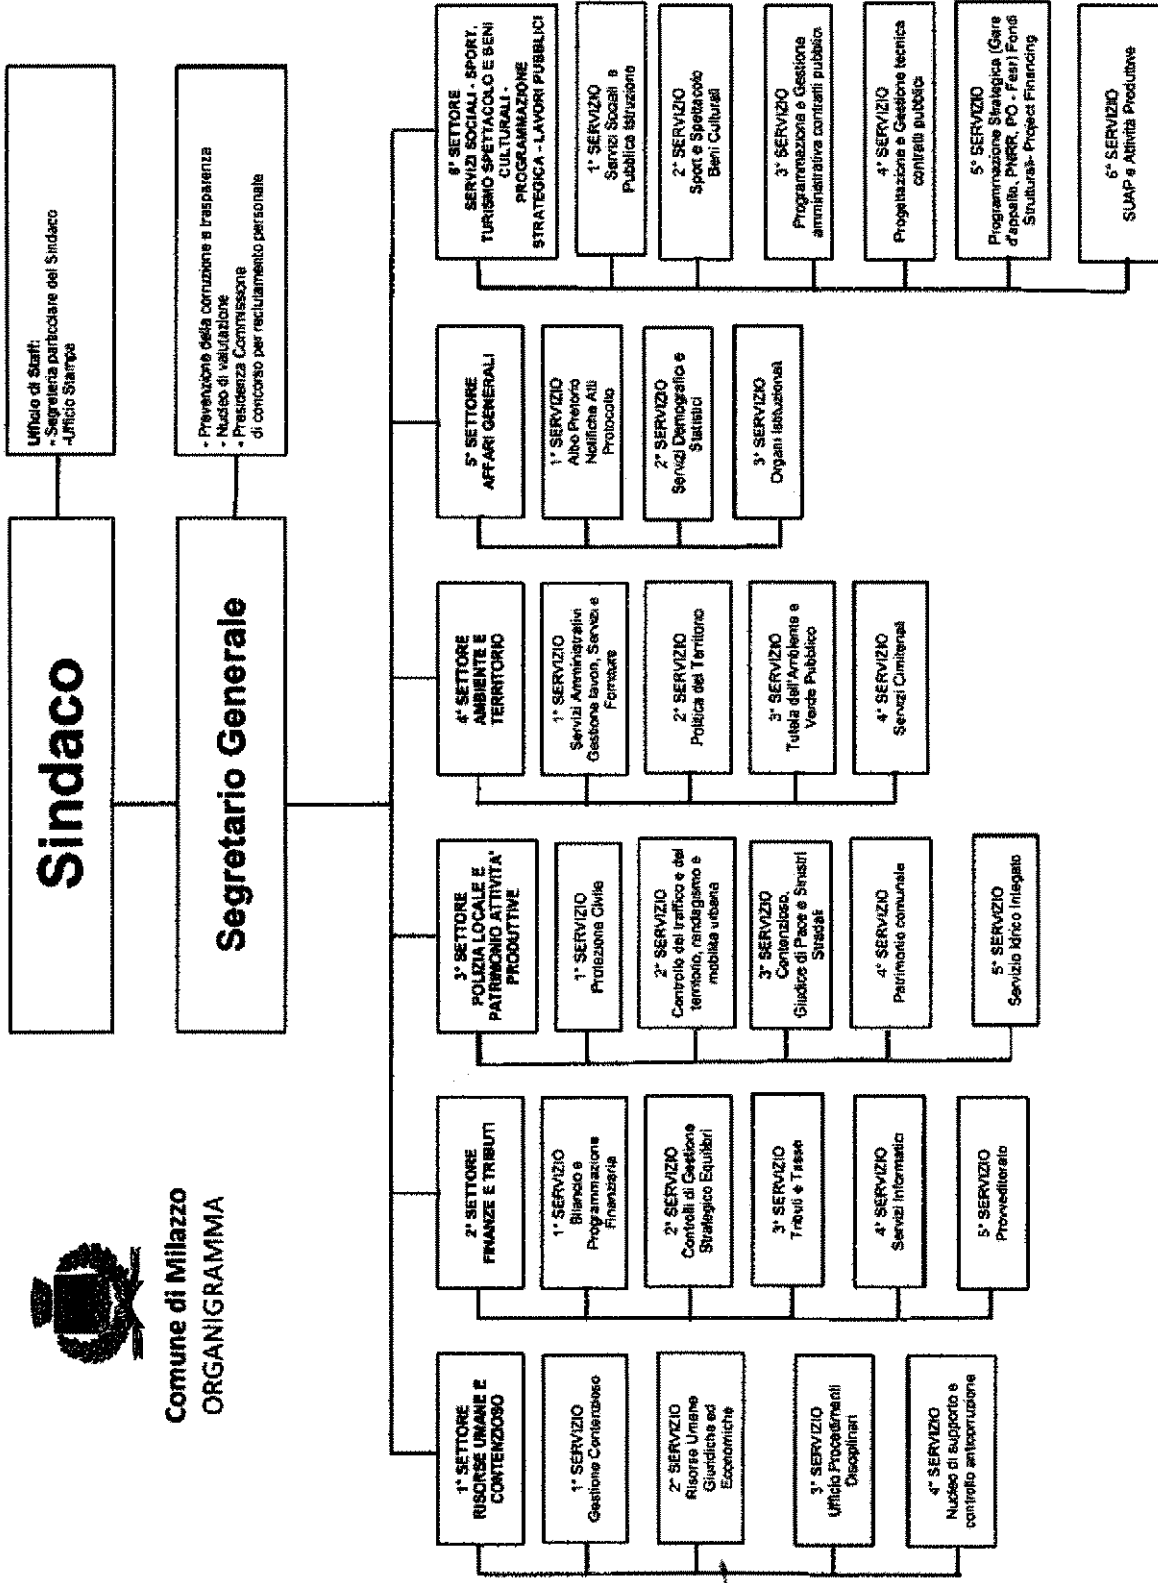 Comune di Milazzo
ORGANIGRAMMA
Sindaco
Ufficio di Staff:
- Segreteria particolare del Sindaco
-Ufficio Stampa
Segretario Generale
- Prevenzione della corruzione e trasparenza
- Nucleo di valutazione
- Presidenza Commissione
di concorso per reclutamento personale
1° SETTORE
RISORSE UMANE E
CONTENZIOSO
1° SERVIZIO
Gestione Contenzioso
2° SERVIZIO
Risorse Umane
Giuridiche ed
Economiche
3° SERVIZIO
Ufficio Procedimenti
Disciplinari
4° SERVIZIO
Nucleo di supporto e
controllo anticorruzione
2° SETTORE
FINANZE E TRIBUTI
1° SERVIZIO
Bilancio e
Programmazione
Finanziaria
2° SERVIZIO
Controlli di Gestione
Strategico Equilibri
3° SERVIZIO
Tributi e Tasse
4° SERVIZIO
Servizi Informatici
5° SERVIZIO
Provveditorato
3° SETTORE
POLIZIA LOCALE E
PATRIMONIO ATTIVITA'
PRODUTTIVE
1° SERVIZIO
Protezione Civile
2° SERVIZIO
Controllo del traffico e del
territorio, randagismo e
mobilità urbana
3° SERVIZIO
Contenzioso,
Giudice di Pace e Sinistri
Stradali
4° SERVIZIO
Patrimonio comunale
5° SERVIZIO
Servizio Idrico Integato
4° SETTORE
AMBIENTE E
TERRITORIO
1° SERVIZIO
Servizi Amministrativi
Gestione lavori, Servizi e
Forniture
2° SERVIZIO
Politica del Territorio
3° SERVIZIO
Tutela dell'Ambiente e
Verde Pubblico
4° SERVIZIO
Servizi Cimiteriali
5° SETTORE
AFFARI GENERALI
1° SERVIZIO
Albo Pretorio
Notifiche Atti
Protocollo
2° SERVIZIO
Servizi Demografici e
Statistici
3° SERVIZIO
Organi Istituzionali
6° SETTORE
SERVIZI SOCIALI - SPORT,
TURISMO SPETTACOLO E BENI
CULTURALI -
PROGRAMMAZIONE
STRATEGICA - LAVORI PUBBLICI
1° SERVIZIO
Servizi Sociali e
Pubblica Istruzione
2° SERVIZIO
Sport e Spettacolo
Beni Culturali
3° SERVIZIO
Programmazione e Gestione
amministrativa contratti pubblici
4° SERVIZIO
Progettazione e Gestione tecnica
contratti pubblici
5° SERVIZIO
Programmazione Strategica (Gare
d'appalto, PNRR, PO - Fesr) Fondi
Strutturali- Project Financing
6° SERVIZIO
SUAP e Attività Produttive